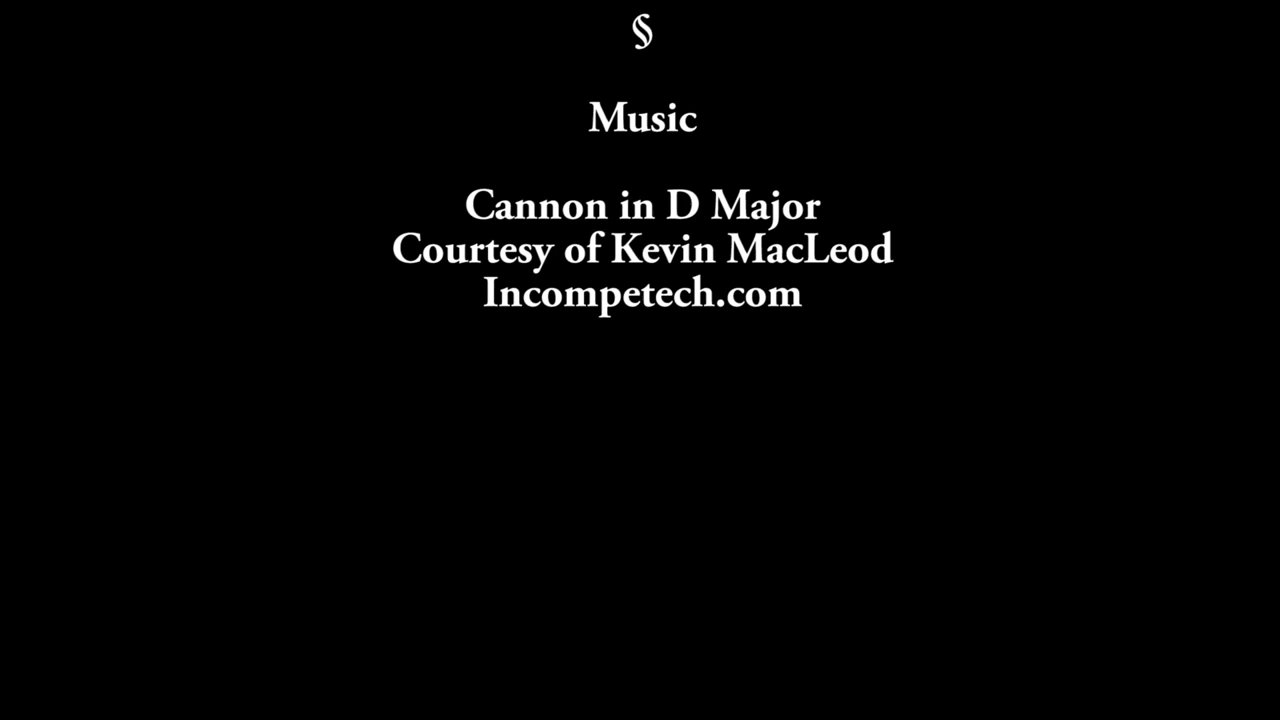 §
Music
Cannon in D Major
Courtesy of Kevin MacLeod
Incompetech.com